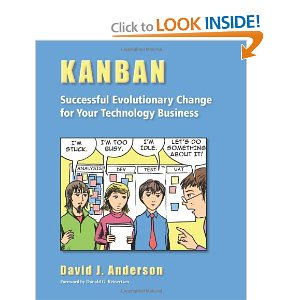 Click to LOOK INSIDE!
KANBAN
Successful Evolutionary Change
for Your Technology Business
I'M
STUCK.
I'M TOO
BUSY.
I'M
IDLE.
LET'S DO
SOMETHING
ABOUT IT!
ANALYSIS
DEV
TEST
UAT
David J. Anderson
Foreword by Donald G. Reinertsen